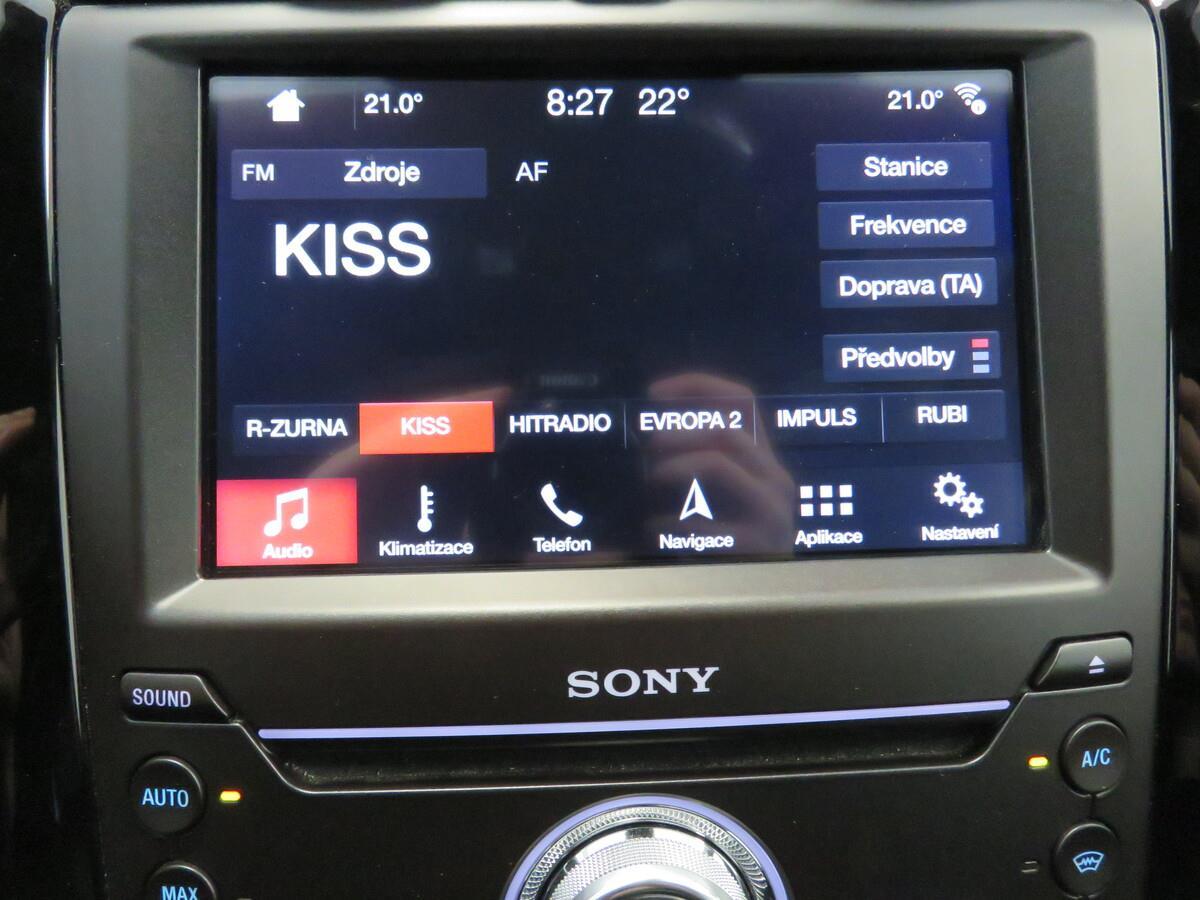 21.0° 8:27 22° 21.0°
FM Zdroje AF Stanice
KISS
Frekvence
Doprava (TA)
Předvolby
R-ZURNA KISS HITRADIO EVROPA 2 IMPULS RUBI
Audio Klimatizace Telefon Navigace Aplikace Nastavení
SONY
SOUND
AUTO A/C
MAX